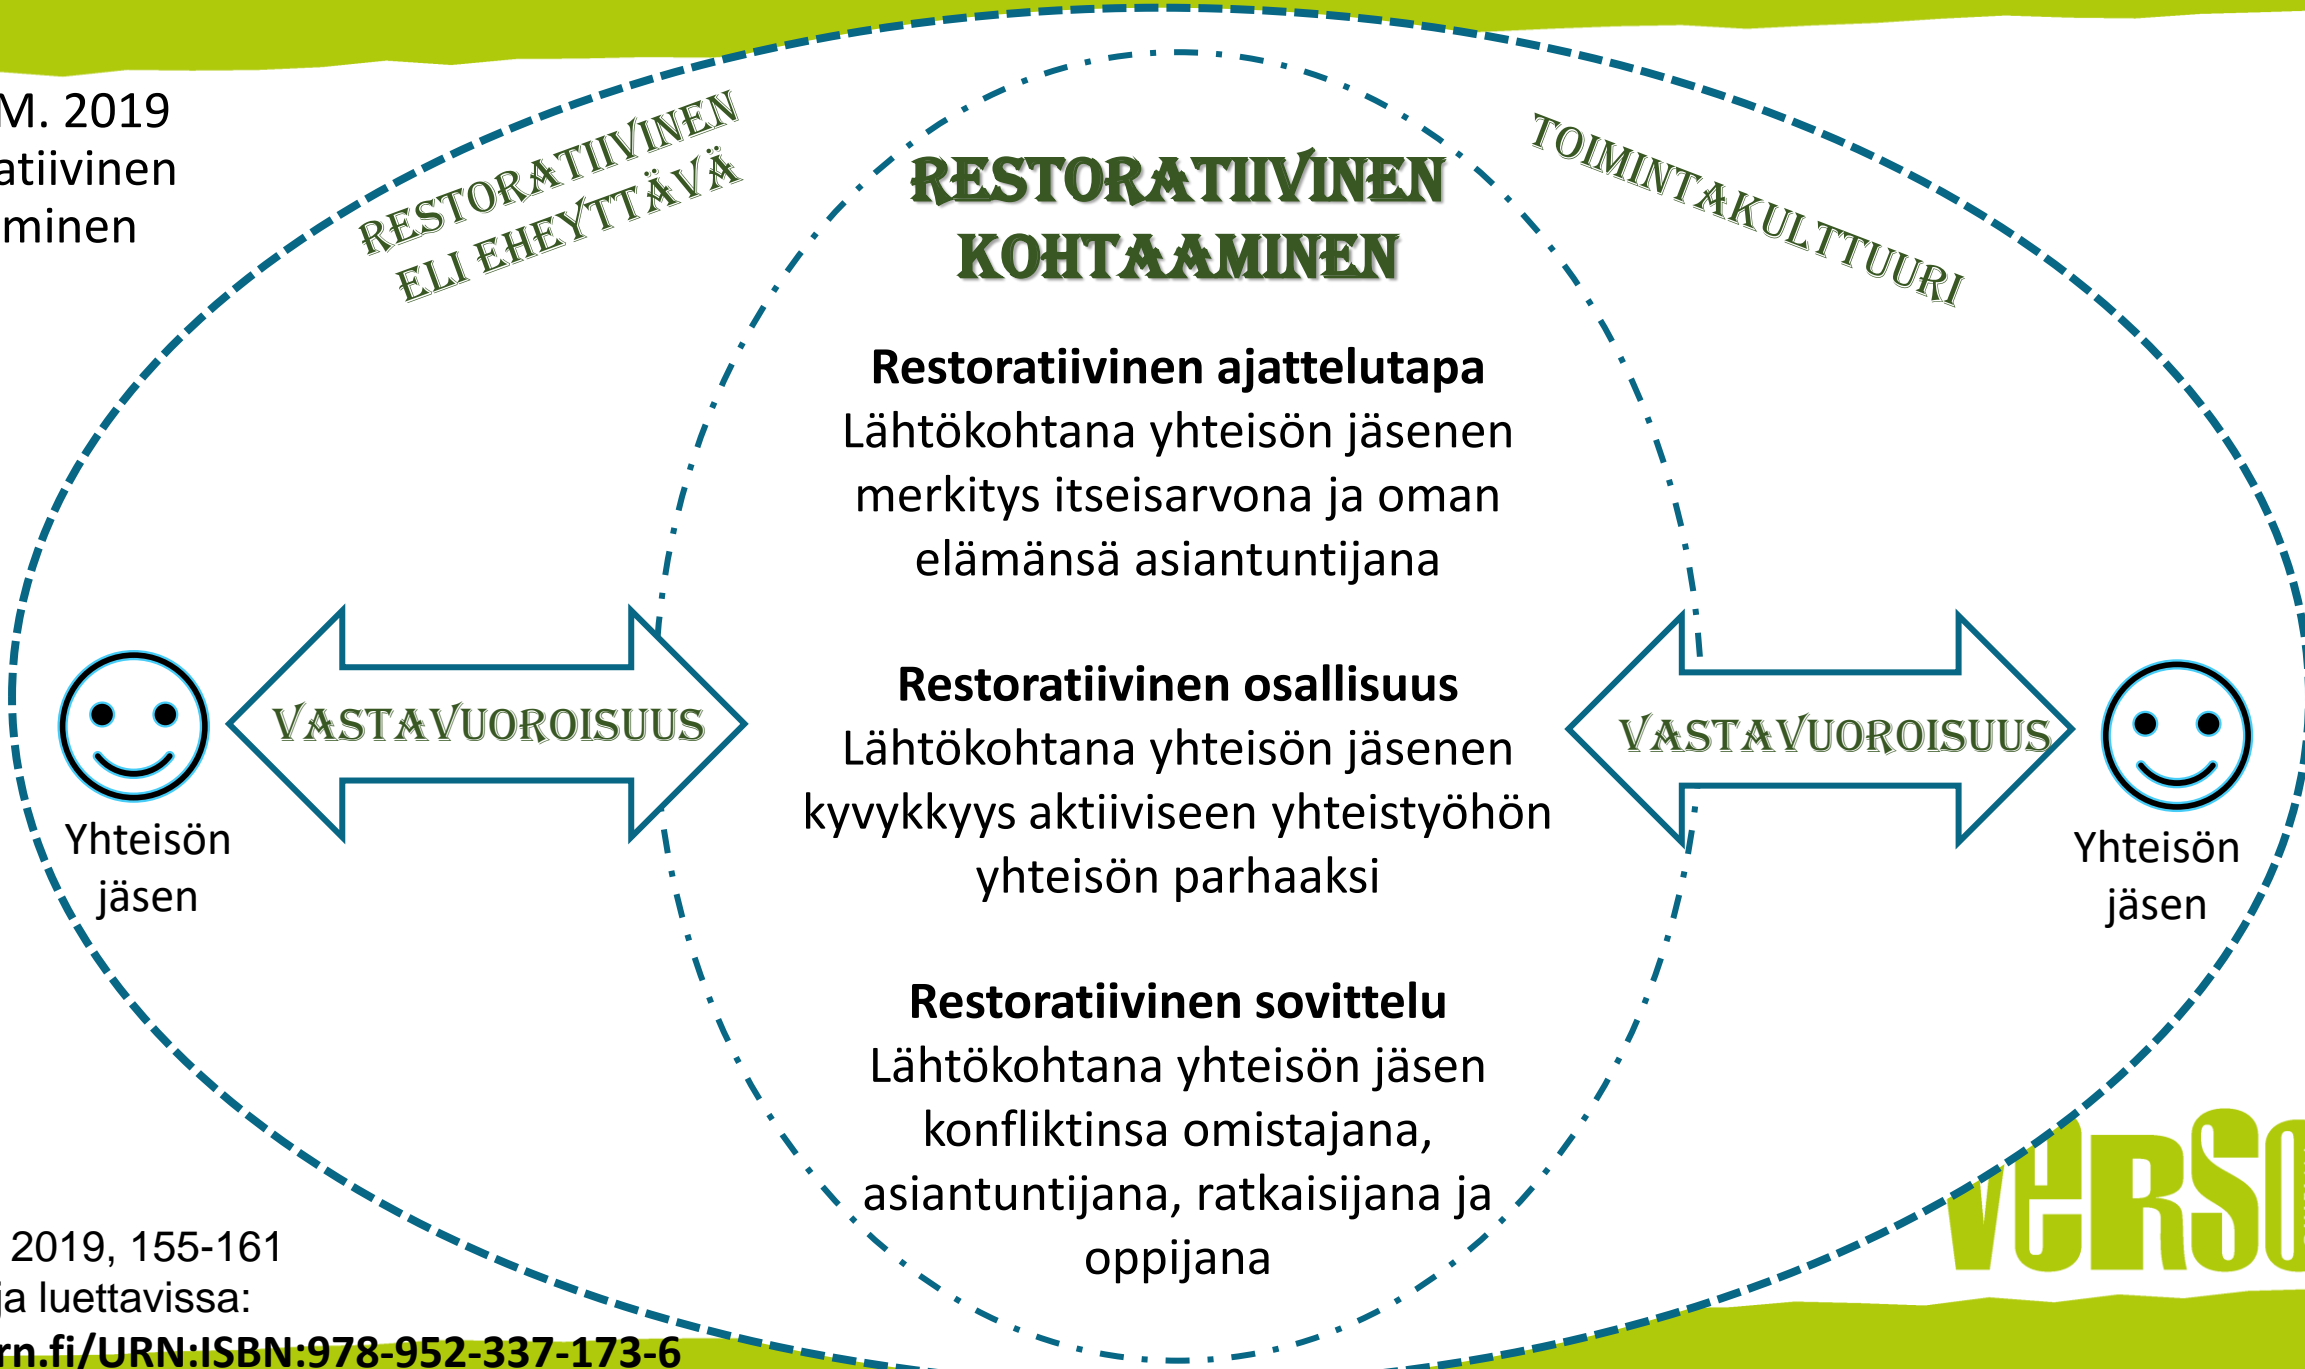 M. 2019
atiivinen
minen
RESTORATIIVINEN
ELI EHEYTTÄVÄ
TOIMINTAKULTTUURI
RESTORATIIVINEN
KOHTAAMINEN
Restoratiivinen ajattelutapa
Lähtökohtana yhteisön jäsenen
merkitys itseisarvona ja oman
elämänsä asiantuntijana
VASTAVUOROISUUS
Yhteisön
jäsen
Restoratiivinen osallisuus
Lähtökohtana yhteisön jäsenen
kyvykkyys aktiiviseen yhteistyöhön
yhteisön parhaaksi
VASTAVUOROISUUS
Yhteisön
jäsen
Restoratiivinen sovittelu
Lähtökohtana yhteisön jäsen
konfliktinsa omistajana,
asiantuntijana, ratkaisijana ja
oppijana
2019, 155-161
ja luettavissa:
rn.fi/URN:ISBN:978-952-337-173-6
verso